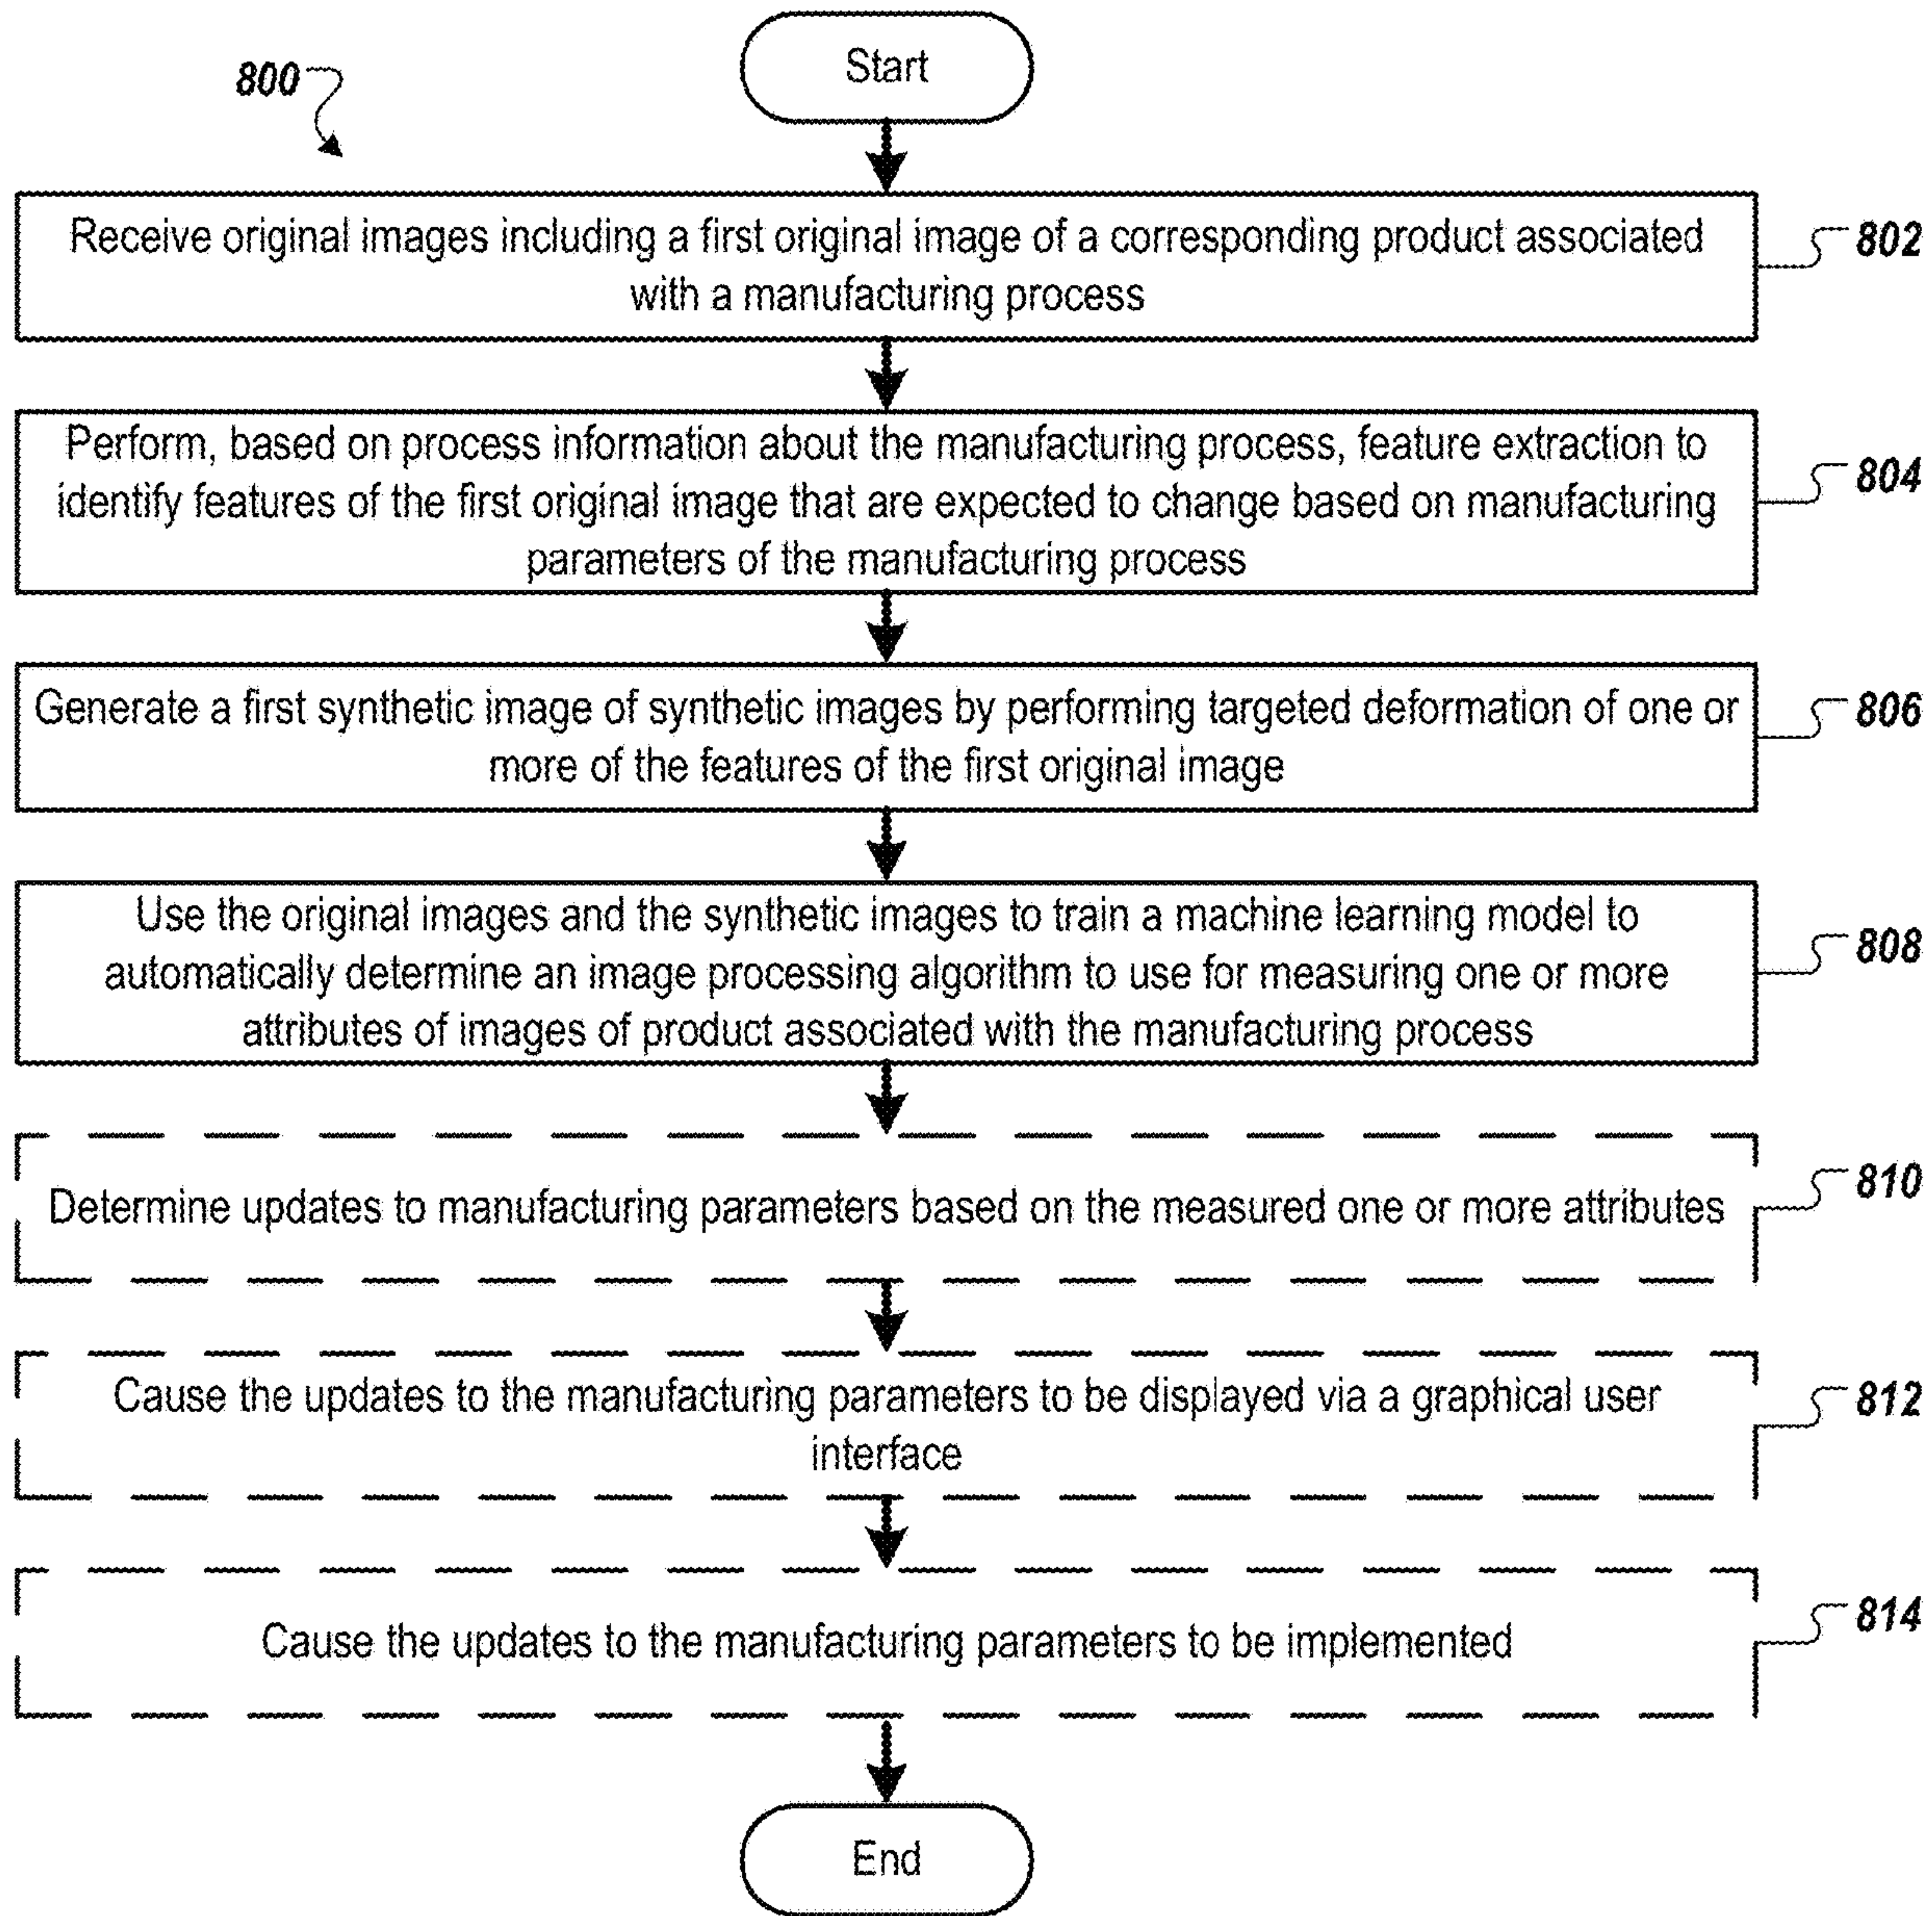 Start
800
Receive original images including a first original image of a corresponding product associated
with a manufacturing process
802
Perform, based on process information about the manufacturing process, feature extraction to
identify features of the first original image that are expected to change based on manufacturing
parameters of the manufacturing process
804
Generate a first synthetic image of synthetic images by performing targeted deformation of one or
more of the features of the first original image
806
Use the original images and the synthetic images to train a machine learning model to
automatically determine an image processing algorithm to use for measuring one or more
attributes of images of product associated with the manufacturing process
808
Determine updates to manufacturing parameters based on the measured one or more attributes
810
Cause the updates to the manufacturing parameters to be displayed via a graphical user
interface
812
Cause the updates to the manufacturing parameters to be implemented
814
End